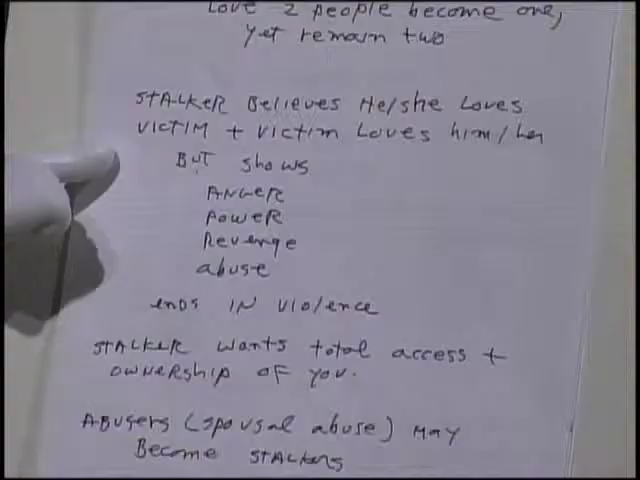 Love 2 people become one,
yet remain two
STALKER Believes He/she Loves
VICTIM + VICTIM Loves him/her
BUT shows
ANGER
POWER
Revenge
abuse
ends IN violence
STALKER wants total access +
ownership of you.
ABUSERS (spousal abuse) MAY
Become STALKERS